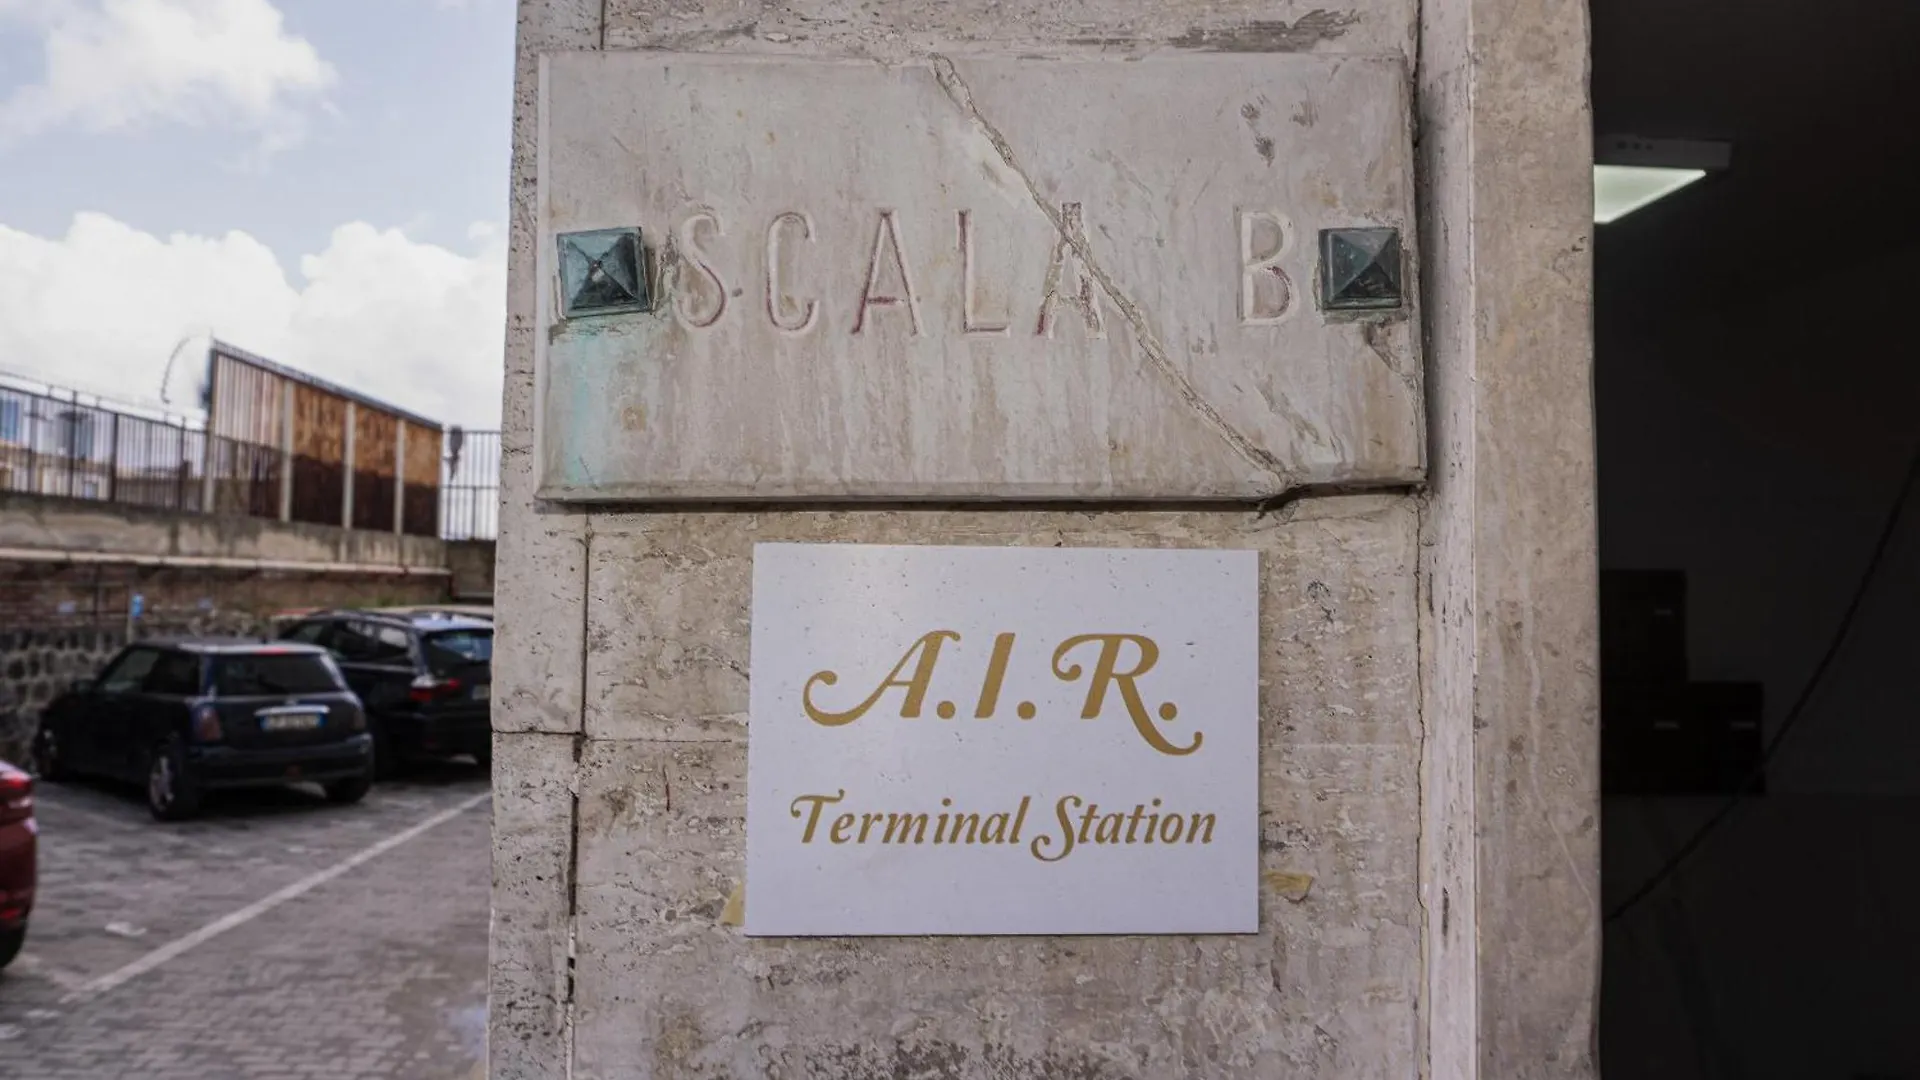 SCALA B
A.I.R.
Terminal Station